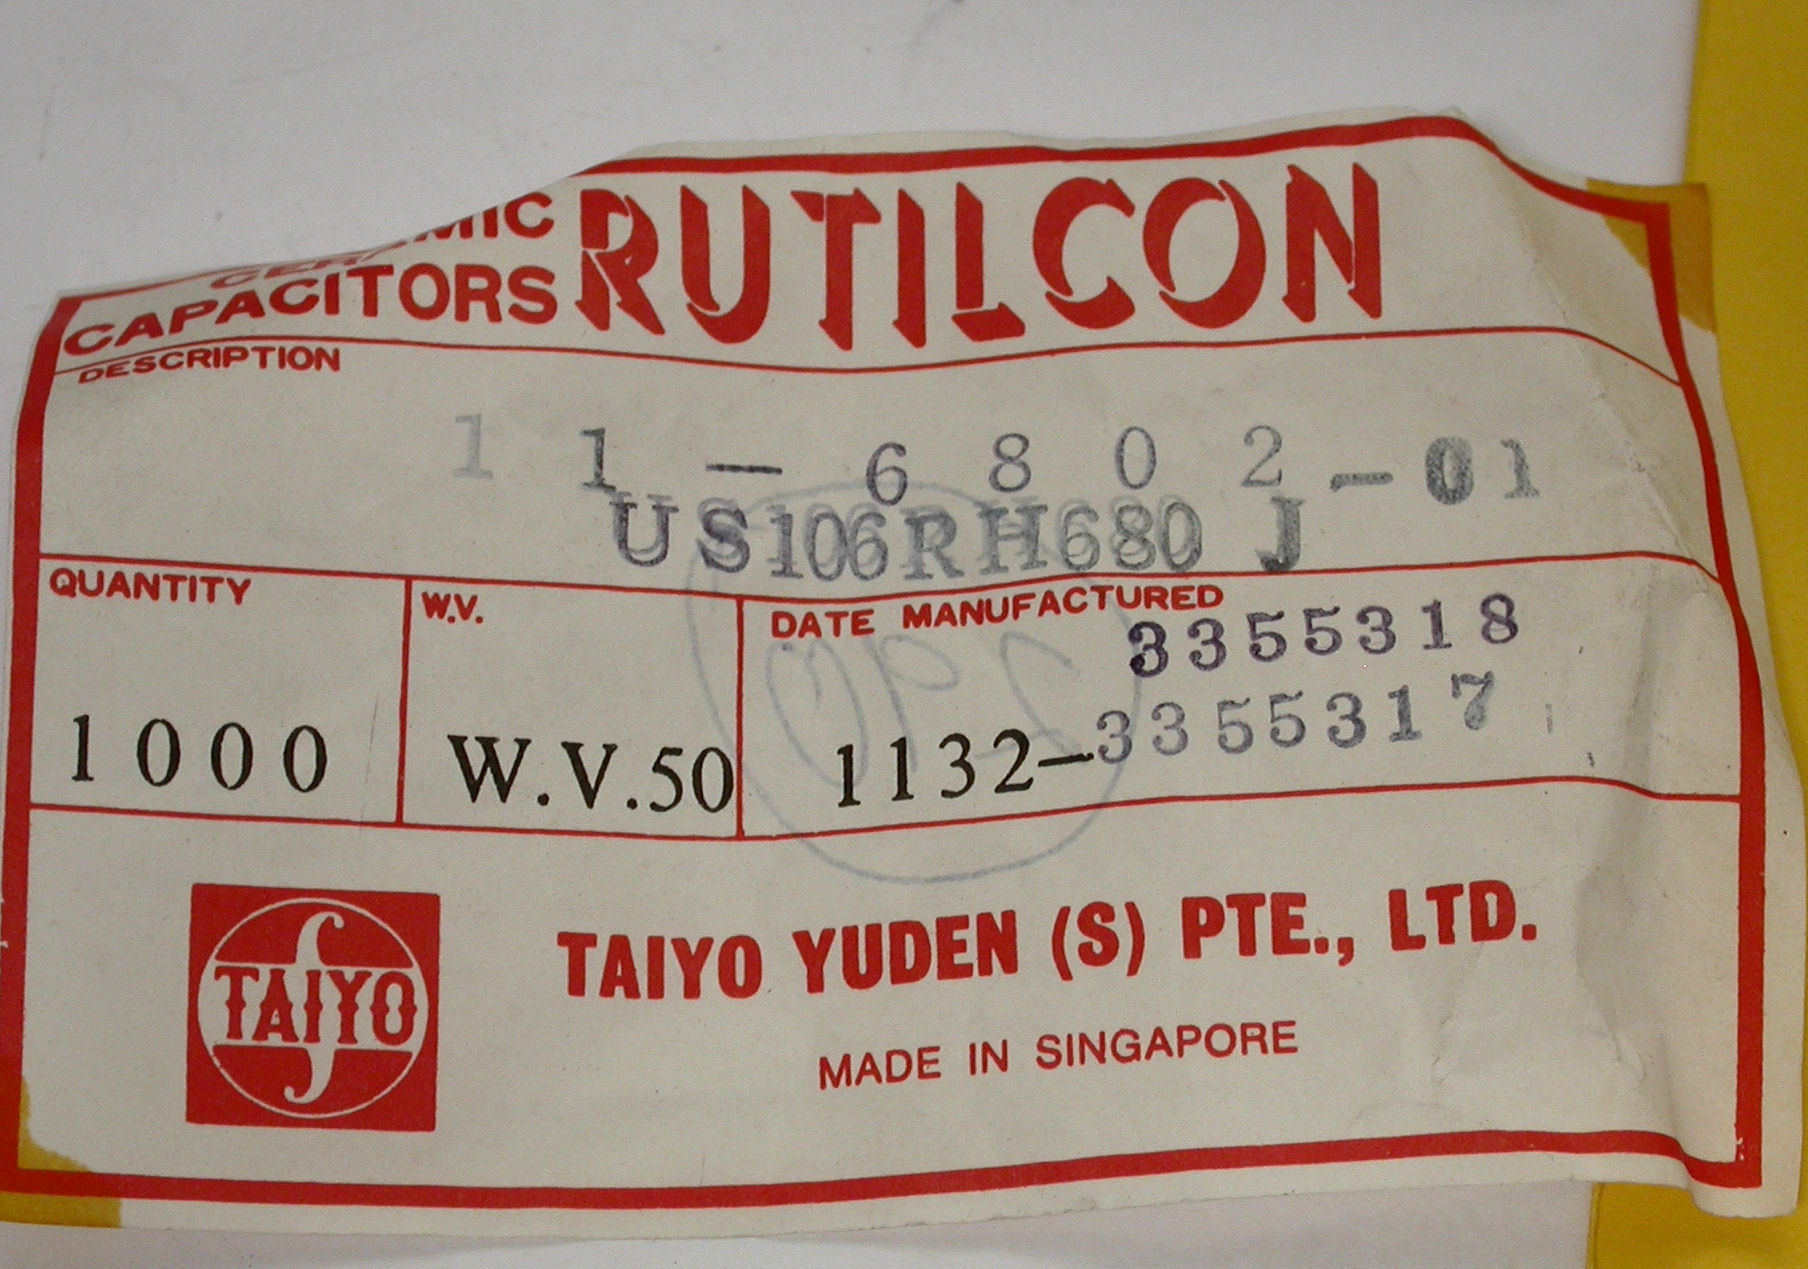 CERAMIC
CAPACITORS RUTILCON
DESCRIPTION
11-6802-01
US106RH680J
QUANTITY W.V. DATE MANUFACTURED
3355318
1000 W.V.50 1132-3355317
TAIYO
TAIYO YUDEN (S) PTE., LTD.
MADE IN SINGAPORE